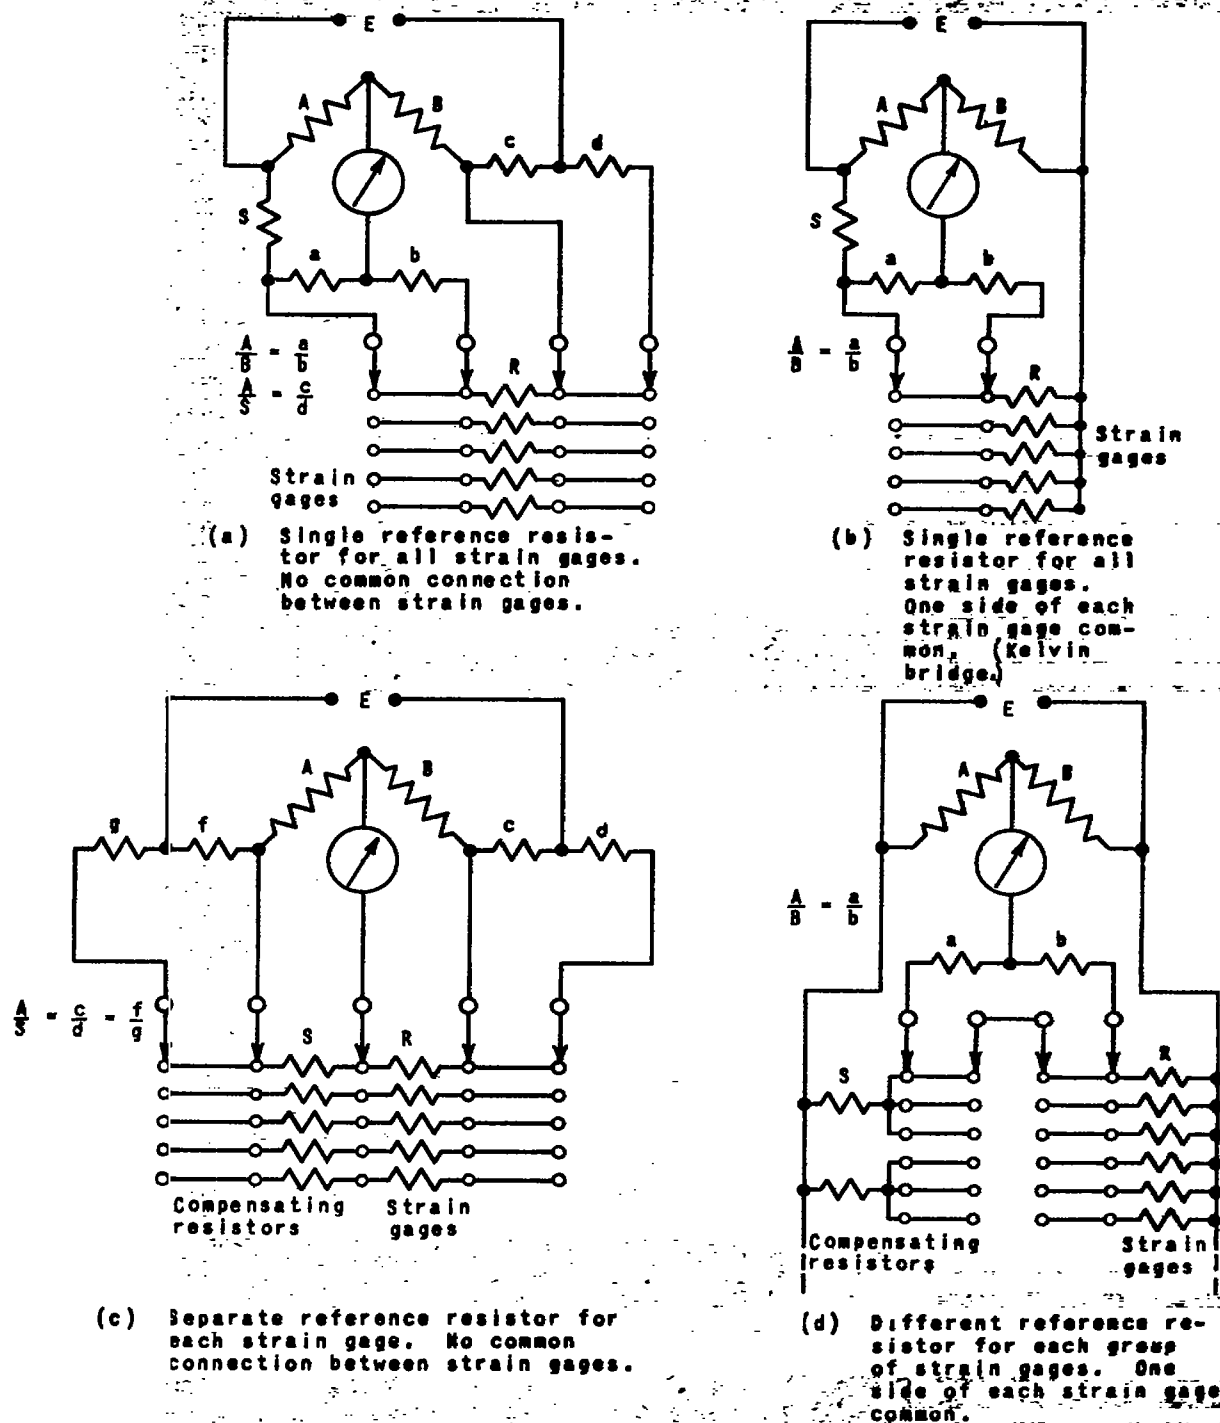 E
A
B
c
d
S
a
b
A/B = a/b
A/S = c/d
R
Strain
gages
(a) Single reference resis-
tor for all strain gages.
No common connection
between strain gages.
E
A
B
S
a
b
A/B = a/b
R
Strain
gages
(b) Single reference
resistor for all
strain gages.
One side of each
strain gage com-
mon. (Kelvin
bridge.)
E
A
B
g
f
c
d
A/S = c/d = f/g
S
R
Compensating
resistors
Strain
gages
(c) Separate reference resistor for
each strain gage. No common
connection between strain gages.
E
A
B
A/B = a/b
a
b
S
R
Compensating
resistors
Strain
gages
(d) Different reference re-
sistor for each group
of strain gages. One
side of each strain gage
common.